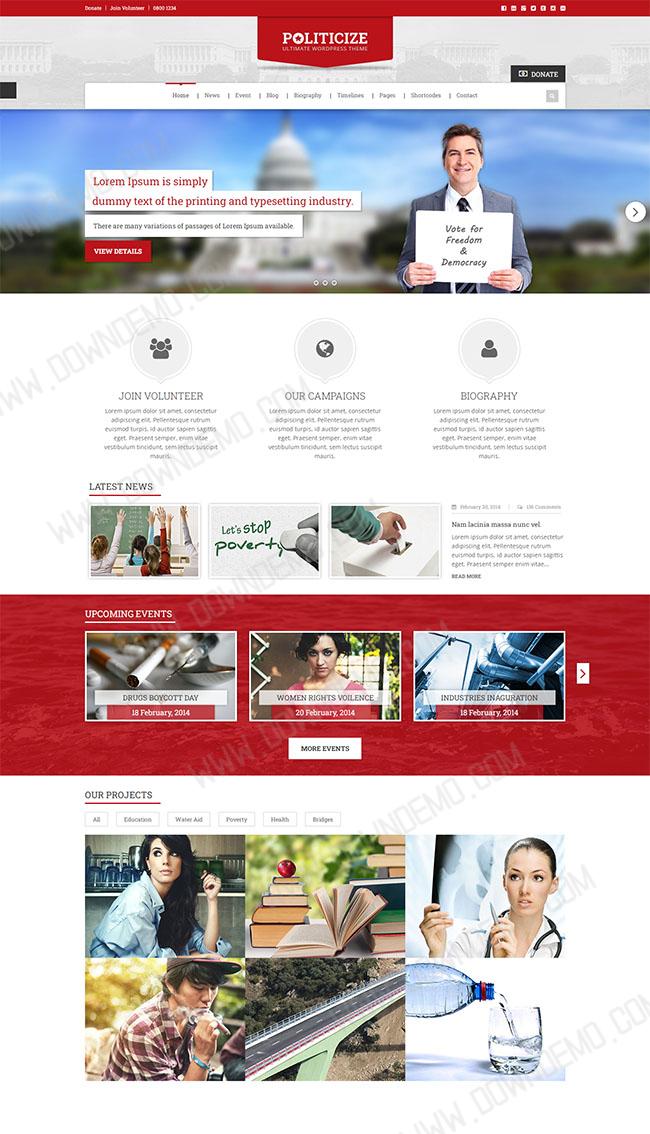 Donate | Join Volunteer | 0800 1234
POLITICIZE
ULTIMATE WORDPRESS THEME
DONATE
Home | News | Event | Blog | Biography | Timelines | Pages | Shortcodes | Contact
Lorem Ipsum is simply
dummy text of the printing and typesetting industry.
There are many variations of passages of Lorem Ipsum available.
VIEW DETAILS
Vote for
Freedom
&
Democracy
JOIN VOLUNTEER
Lorem ipsum dolor sit amet, consectetur
adipiscing elit. Pellentesque rutrum
euismod turpis, id auctor sapien sagittis
eget. Praesent semper, enim vitae
vestibulum tincidunt, sem lectus suscipit
mauris.
OUR CAMPAIGNS
Lorem ipsum dolor sit amet, consectetur
adipiscing elit. Pellentesque rutrum
euismod turpis, id auctor sapien sagittis
eget. Praesent semper, enim vitae
vestibulum tincidunt, sem lectus suscipit
mauris.
BIOGRAPHY
Lorem ipsum dolor sit amet, consectetur
adipiscing elit. Pellentesque rutrum
euismod turpis, id auctor sapien sagittis
eget. Praesent semper, enim vitae
vestibulum tincidunt, sem lectus suscipit
mauris.
LATEST NEWS
Let's stop
poverty
February 20, 2014 | 136 Comments
Nam lacinia massa nunc vel.
Lorem ipsum dolor sit amet,
consectetur adipiscing elit.
Pellentesque rutrum euismod
turpis, id auctor sapien sagittis
eget. Praesent semper, enim
vitae...
READ MORE
UPCOMING EVENTS
DRUGS BOYCOTT DAY
18 February, 2014
WOMEN RIGHTS VOILENCE
20 February, 2014
INDUSTRIES INAGURATION
18 February, 2014
MORE EVENTS
OUR PROJECTS
All
Education
Water Aid
Poverty
Health
Bridges
WWW.DOWNDEMO.COM